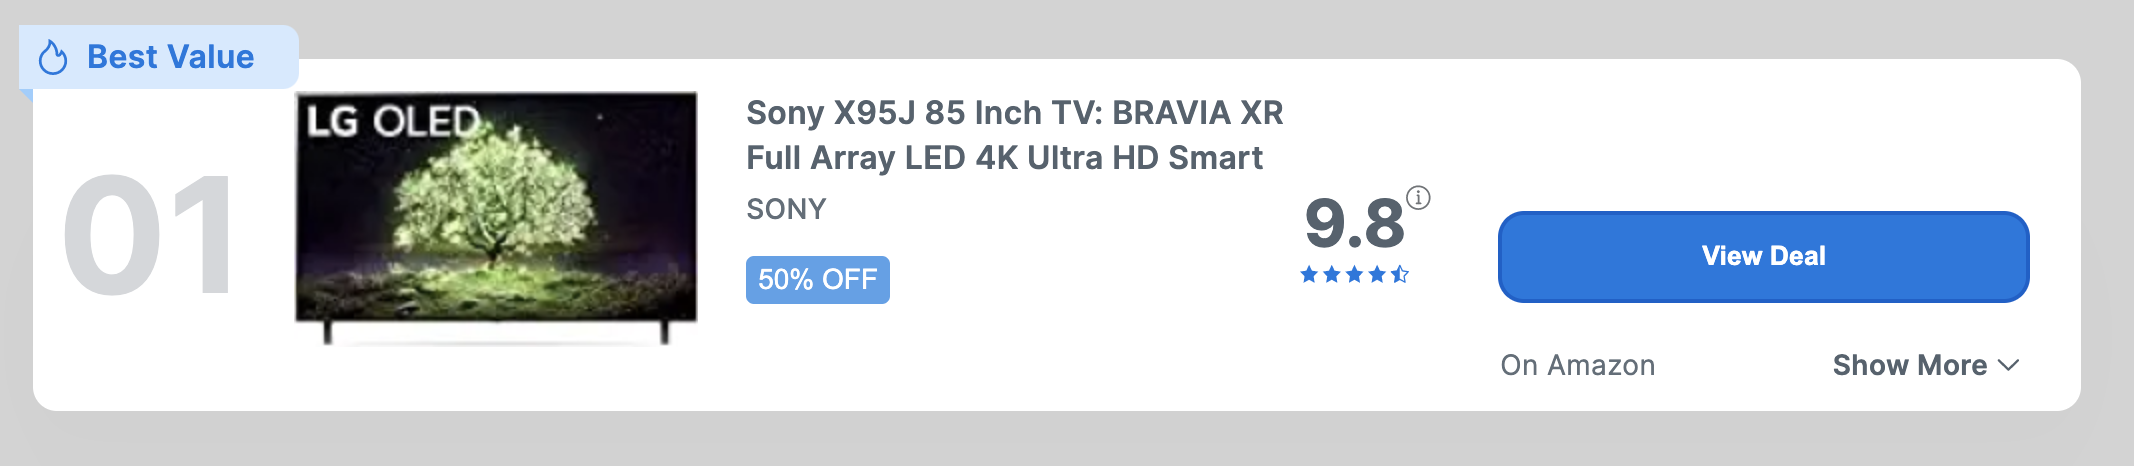 Best Value
01
LG OLED
Sony X95J 85 Inch TV: BRAVIA XR
Full Array LED 4K Ultra HD Smart
SONY
50% OFF
9.8
View Deal
On Amazon
Show More